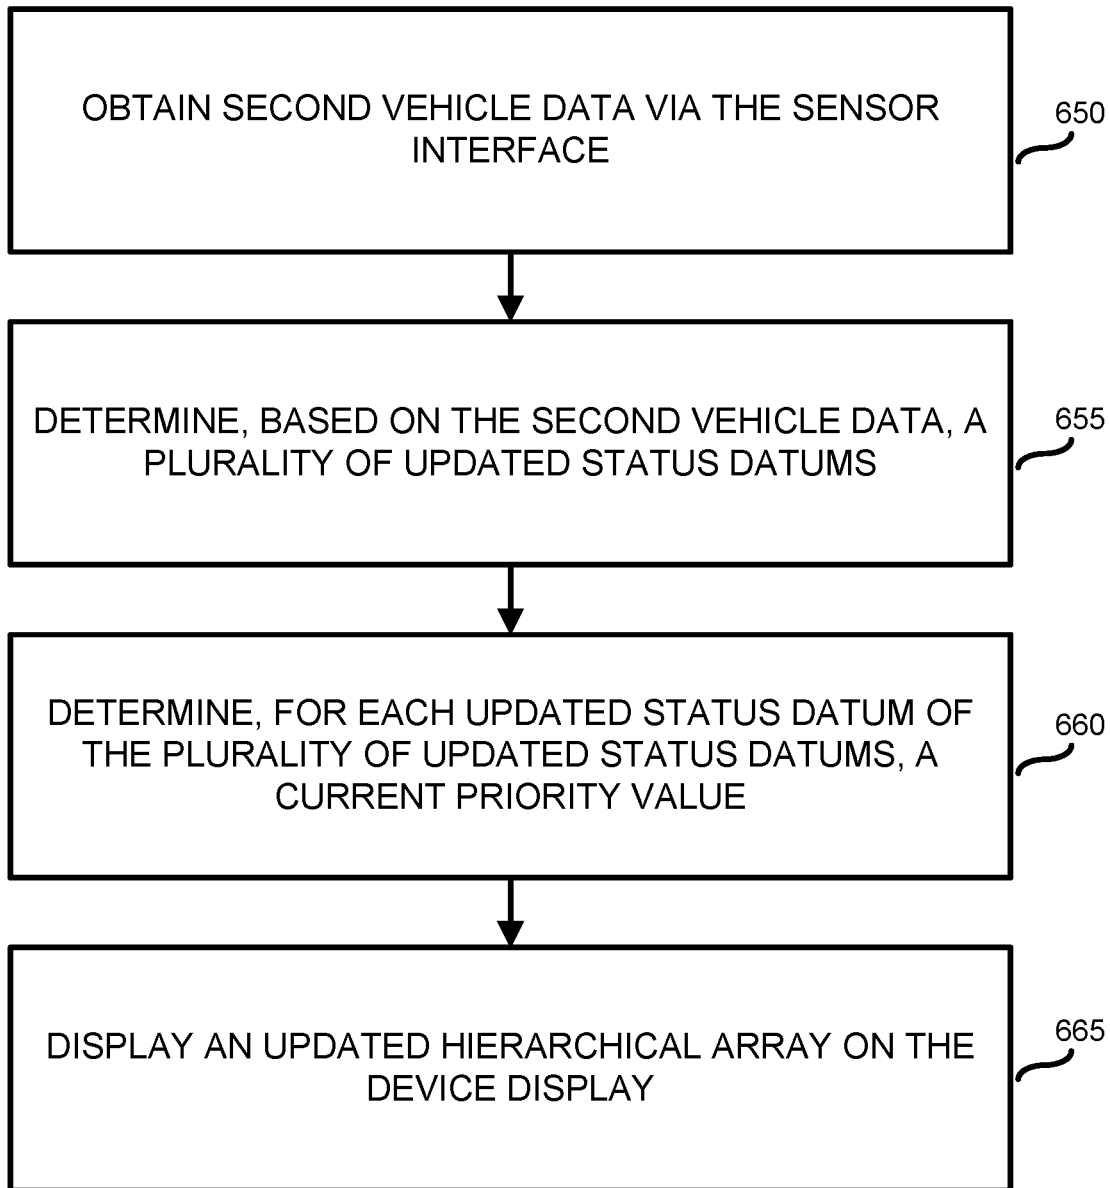 OBTAIN SECOND VEHICLE DATA VIA THE SENSOR
INTERFACE
650
DETERMINE, BASED ON THE SECOND VEHICLE DATA, A
PLURALITY OF UPDATED STATUS DATUMS
655
DETERMINE, FOR EACH UPDATED STATUS DATUM OF
THE PLURALITY OF UPDATED STATUS DATUMS, A
CURRENT PRIORITY VALUE
660
DISPLAY AN UPDATED HIERARCHICAL ARRAY ON THE
DEVICE DISPLAY
665